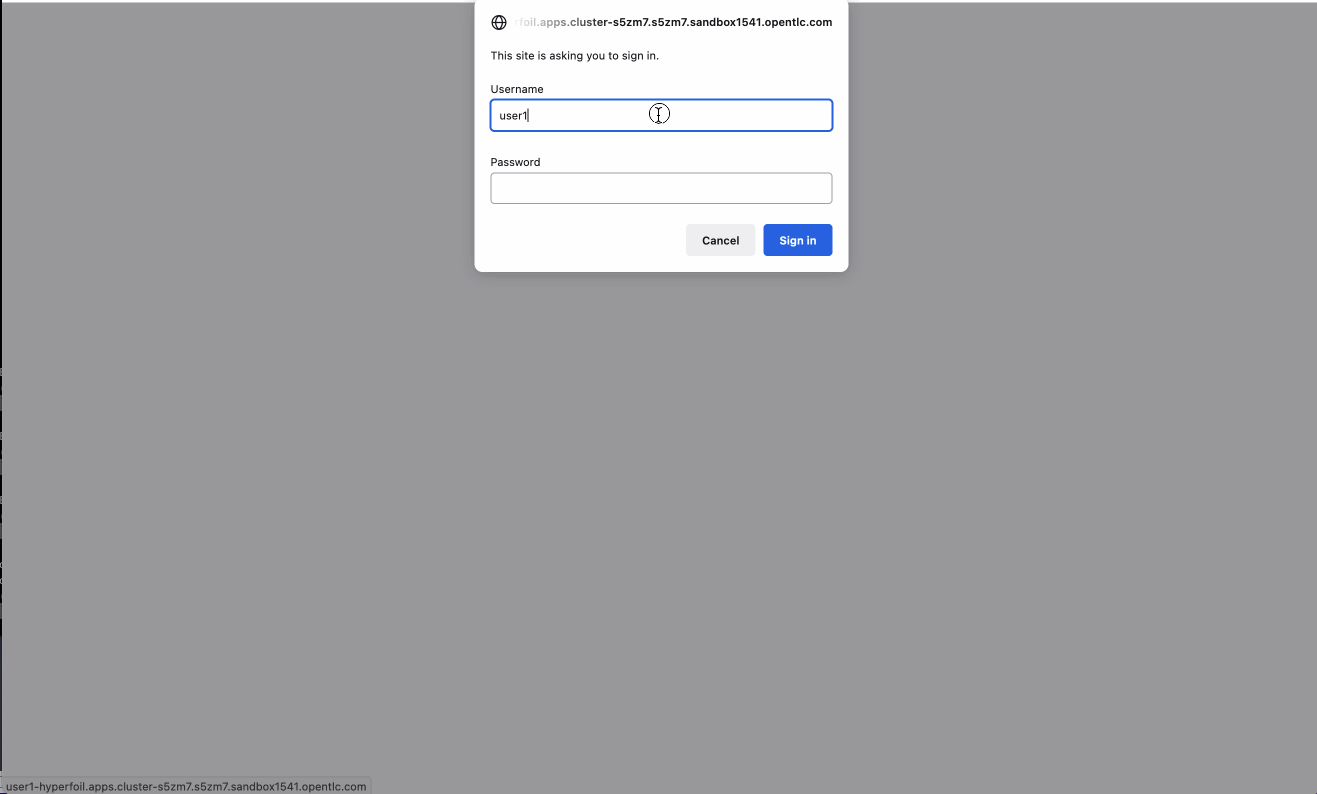 foil.apps.cluster-s5zm7.s5zm7.sandbox1541.opentlc.com
This site is asking you to sign in.
Username
user1
Password
Cancel
Sign in
user1-hyperfoil.apps.cluster-s5zm7.s5zm7.sandbox1541.opentlc.com